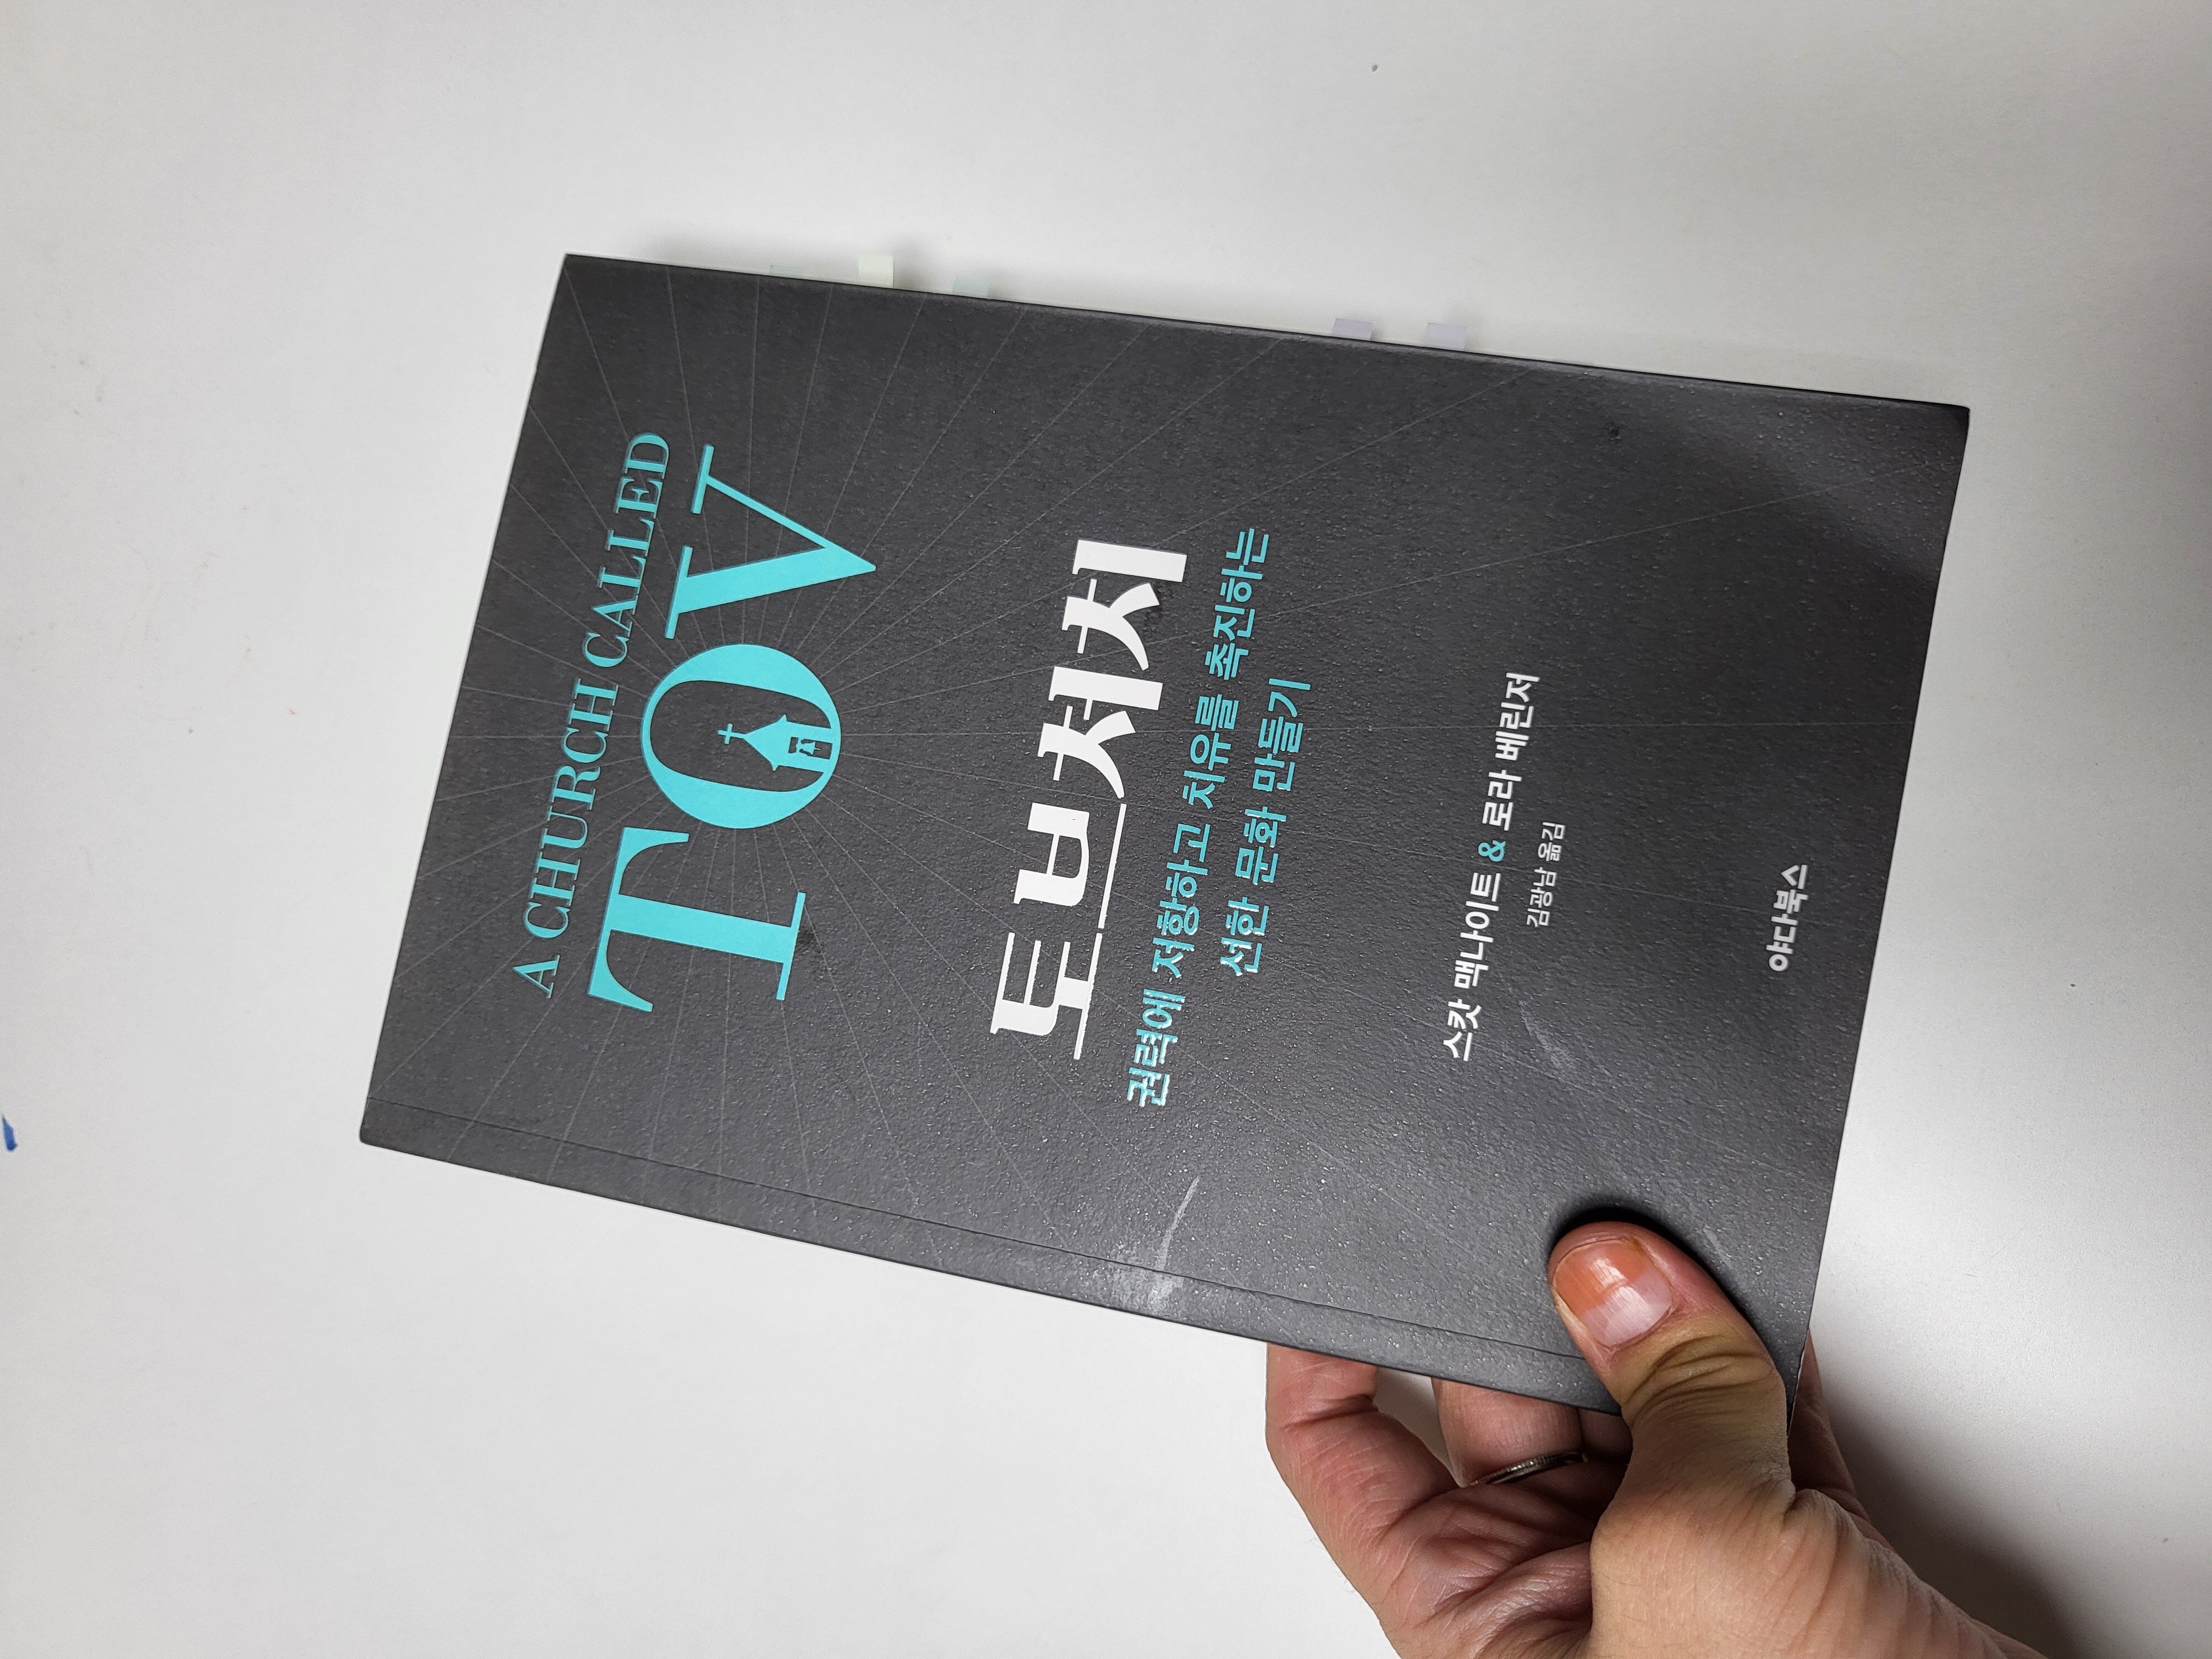 A CHURCH CALLED
TOV
토브처치
권력에 저항하고 치유를 촉진하는
선한 문화 만들기
스캇 맥나이트 & 로라 베린저
김광남 옮김
야다북스